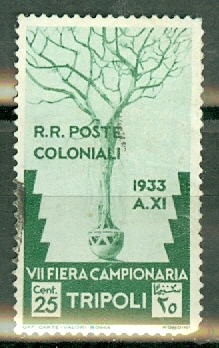 R.R. POSTE
COLONIALI
1933
A.XI
VII FIERA CAMPIONARIA
Cent.
25
TRIPOLI
٢٥